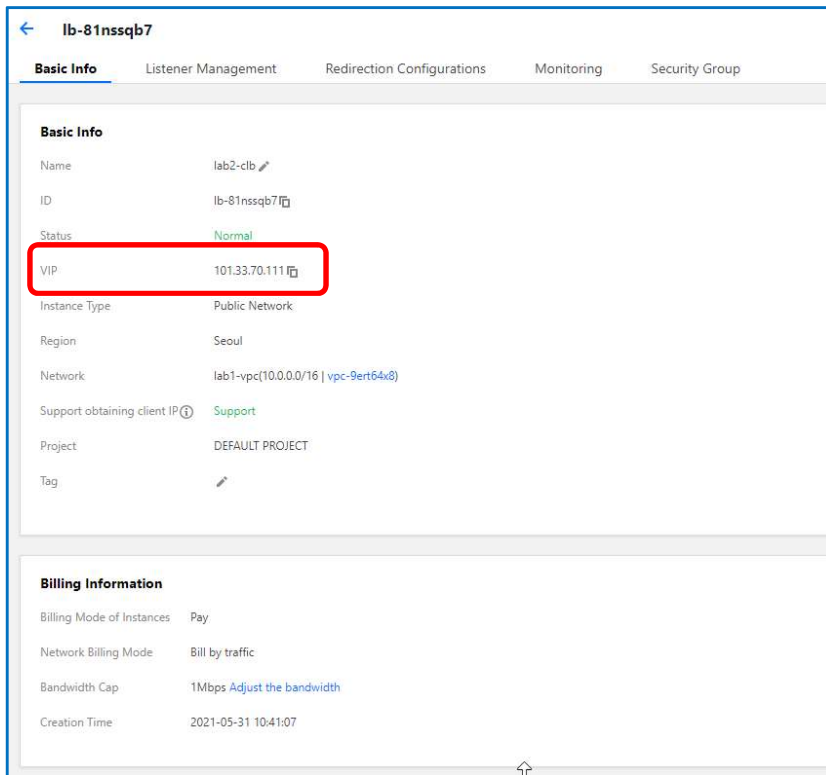 lb-81nssqb7
Basic Info Listener Management Redirection Configurations Monitoring Security Group
Basic Info
Name lab2-clb
ID lb-81nssqb7
Status Normal
VIP 101.33.70.111
Instance Type Public Network
Region Seoul
Network lab1-vpc(10.0.0.0/16 | vpc-9ert64x8)
Support obtaining client IP Support
Project DEFAULT PROJECT
Tag
Billing Information
Billing Mode of Instances Pay
Network Billing Mode Bill by traffic
Bandwidth Cap 1Mbps Adjust the bandwidth
Creation Time 2021-05-31 10:41:07